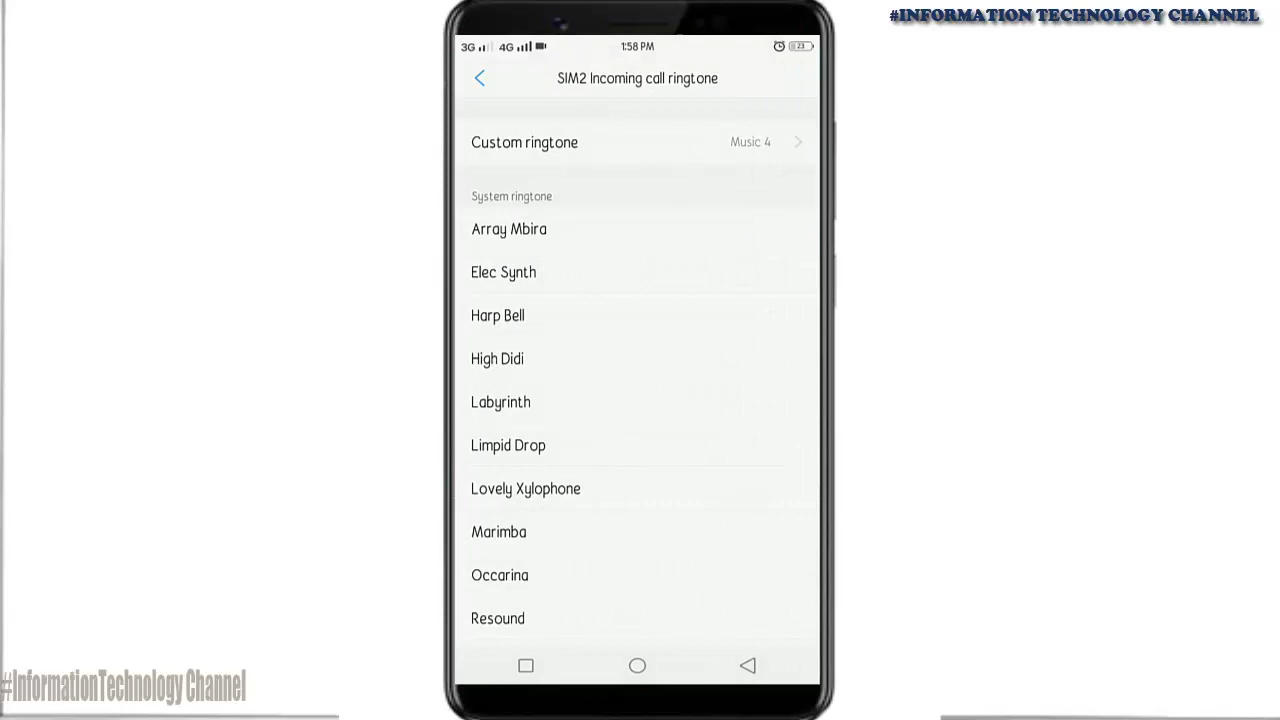 #INFORMATION TECHNOLOGY CHANNEL
3G 4G 1:58 PM 23
SIM2 Incoming call ringtone
Custom ringtone Music 4
System ringtone
Array Mbira
Elec Synth
Harp Bell
High Didi
Labyrinth
Limpid Drop
Lovely Xylophone
Marimba
Occarina
Resound
#InformationTechnology Channel